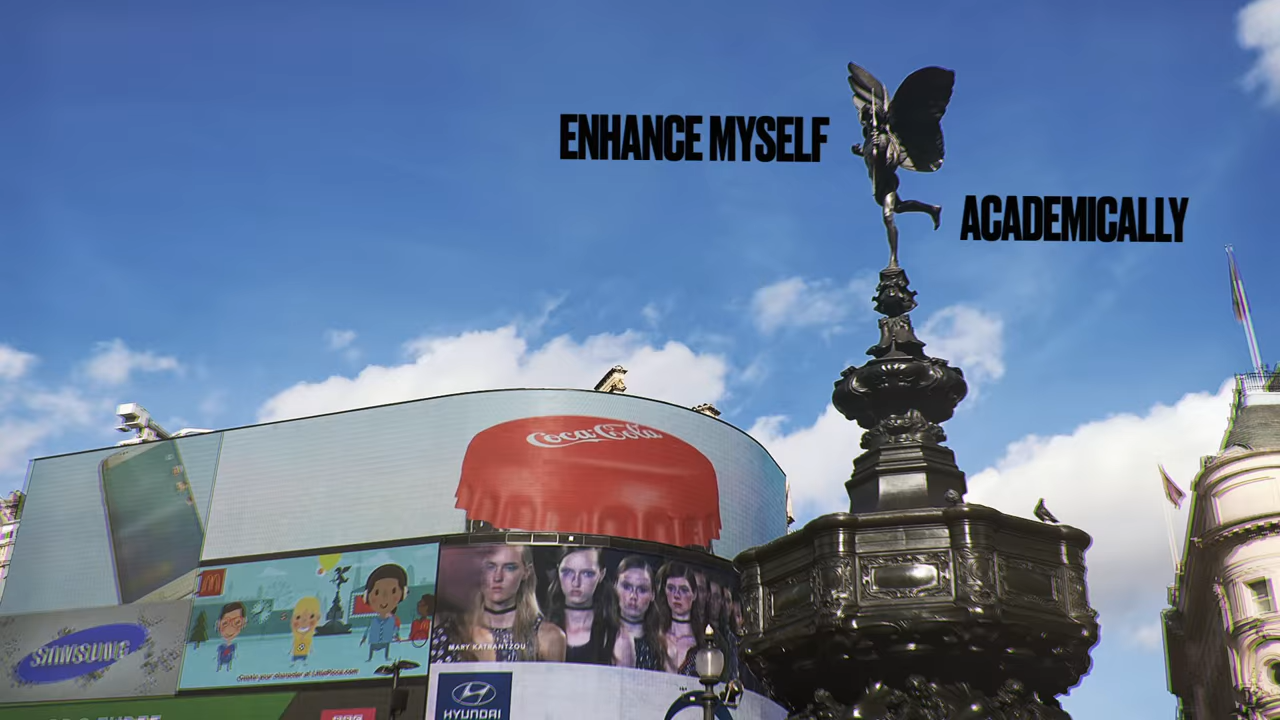 ENHANCE MYSELF
ACADEMICALLY
Coca-Cola
SAMSUNG
MARY KATRANTZOU
HYUNDAI